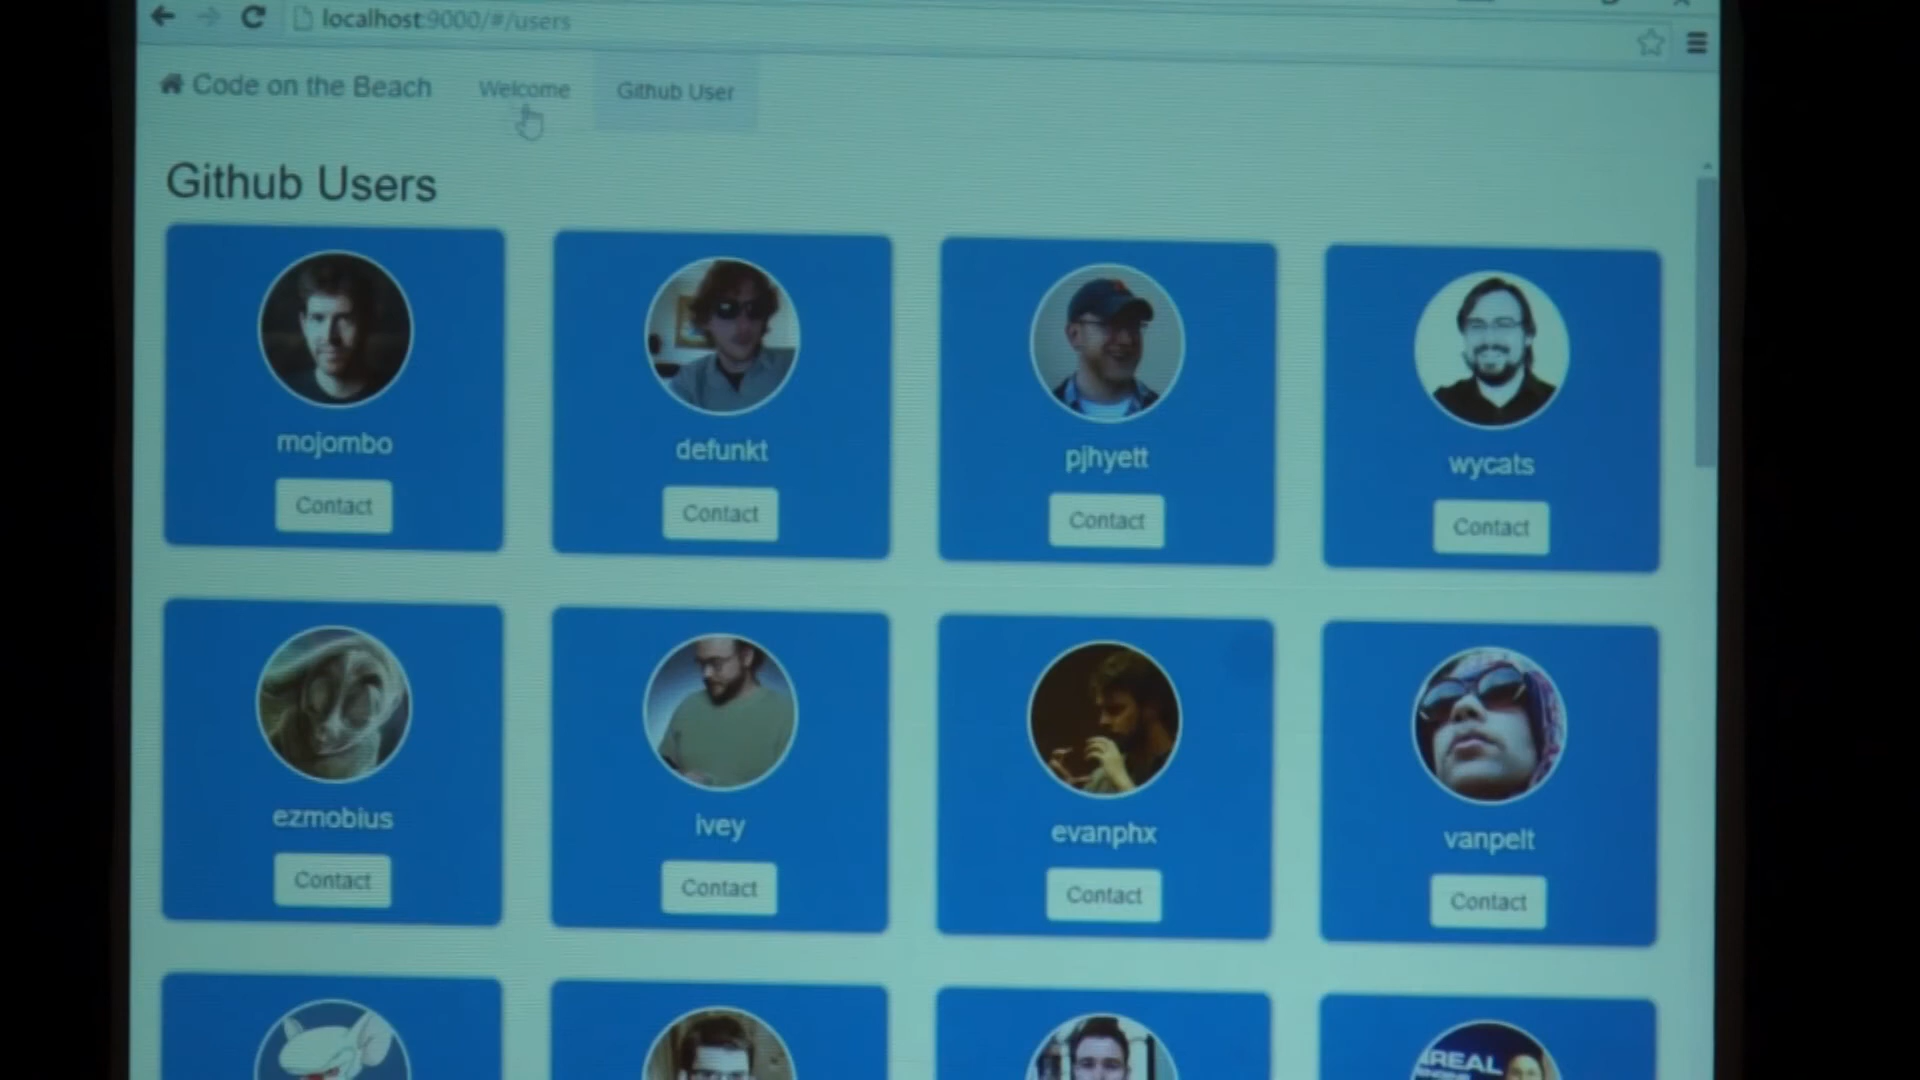 localhost:9000/#/users
Code on the Beach Welcome Github User
Github Users
mojombo defunkt pjhyett wycats
Contact Contact Contact Contact
ezmobius ivey evanphx vanpelt
Contact Contact Contact Contact
REAL